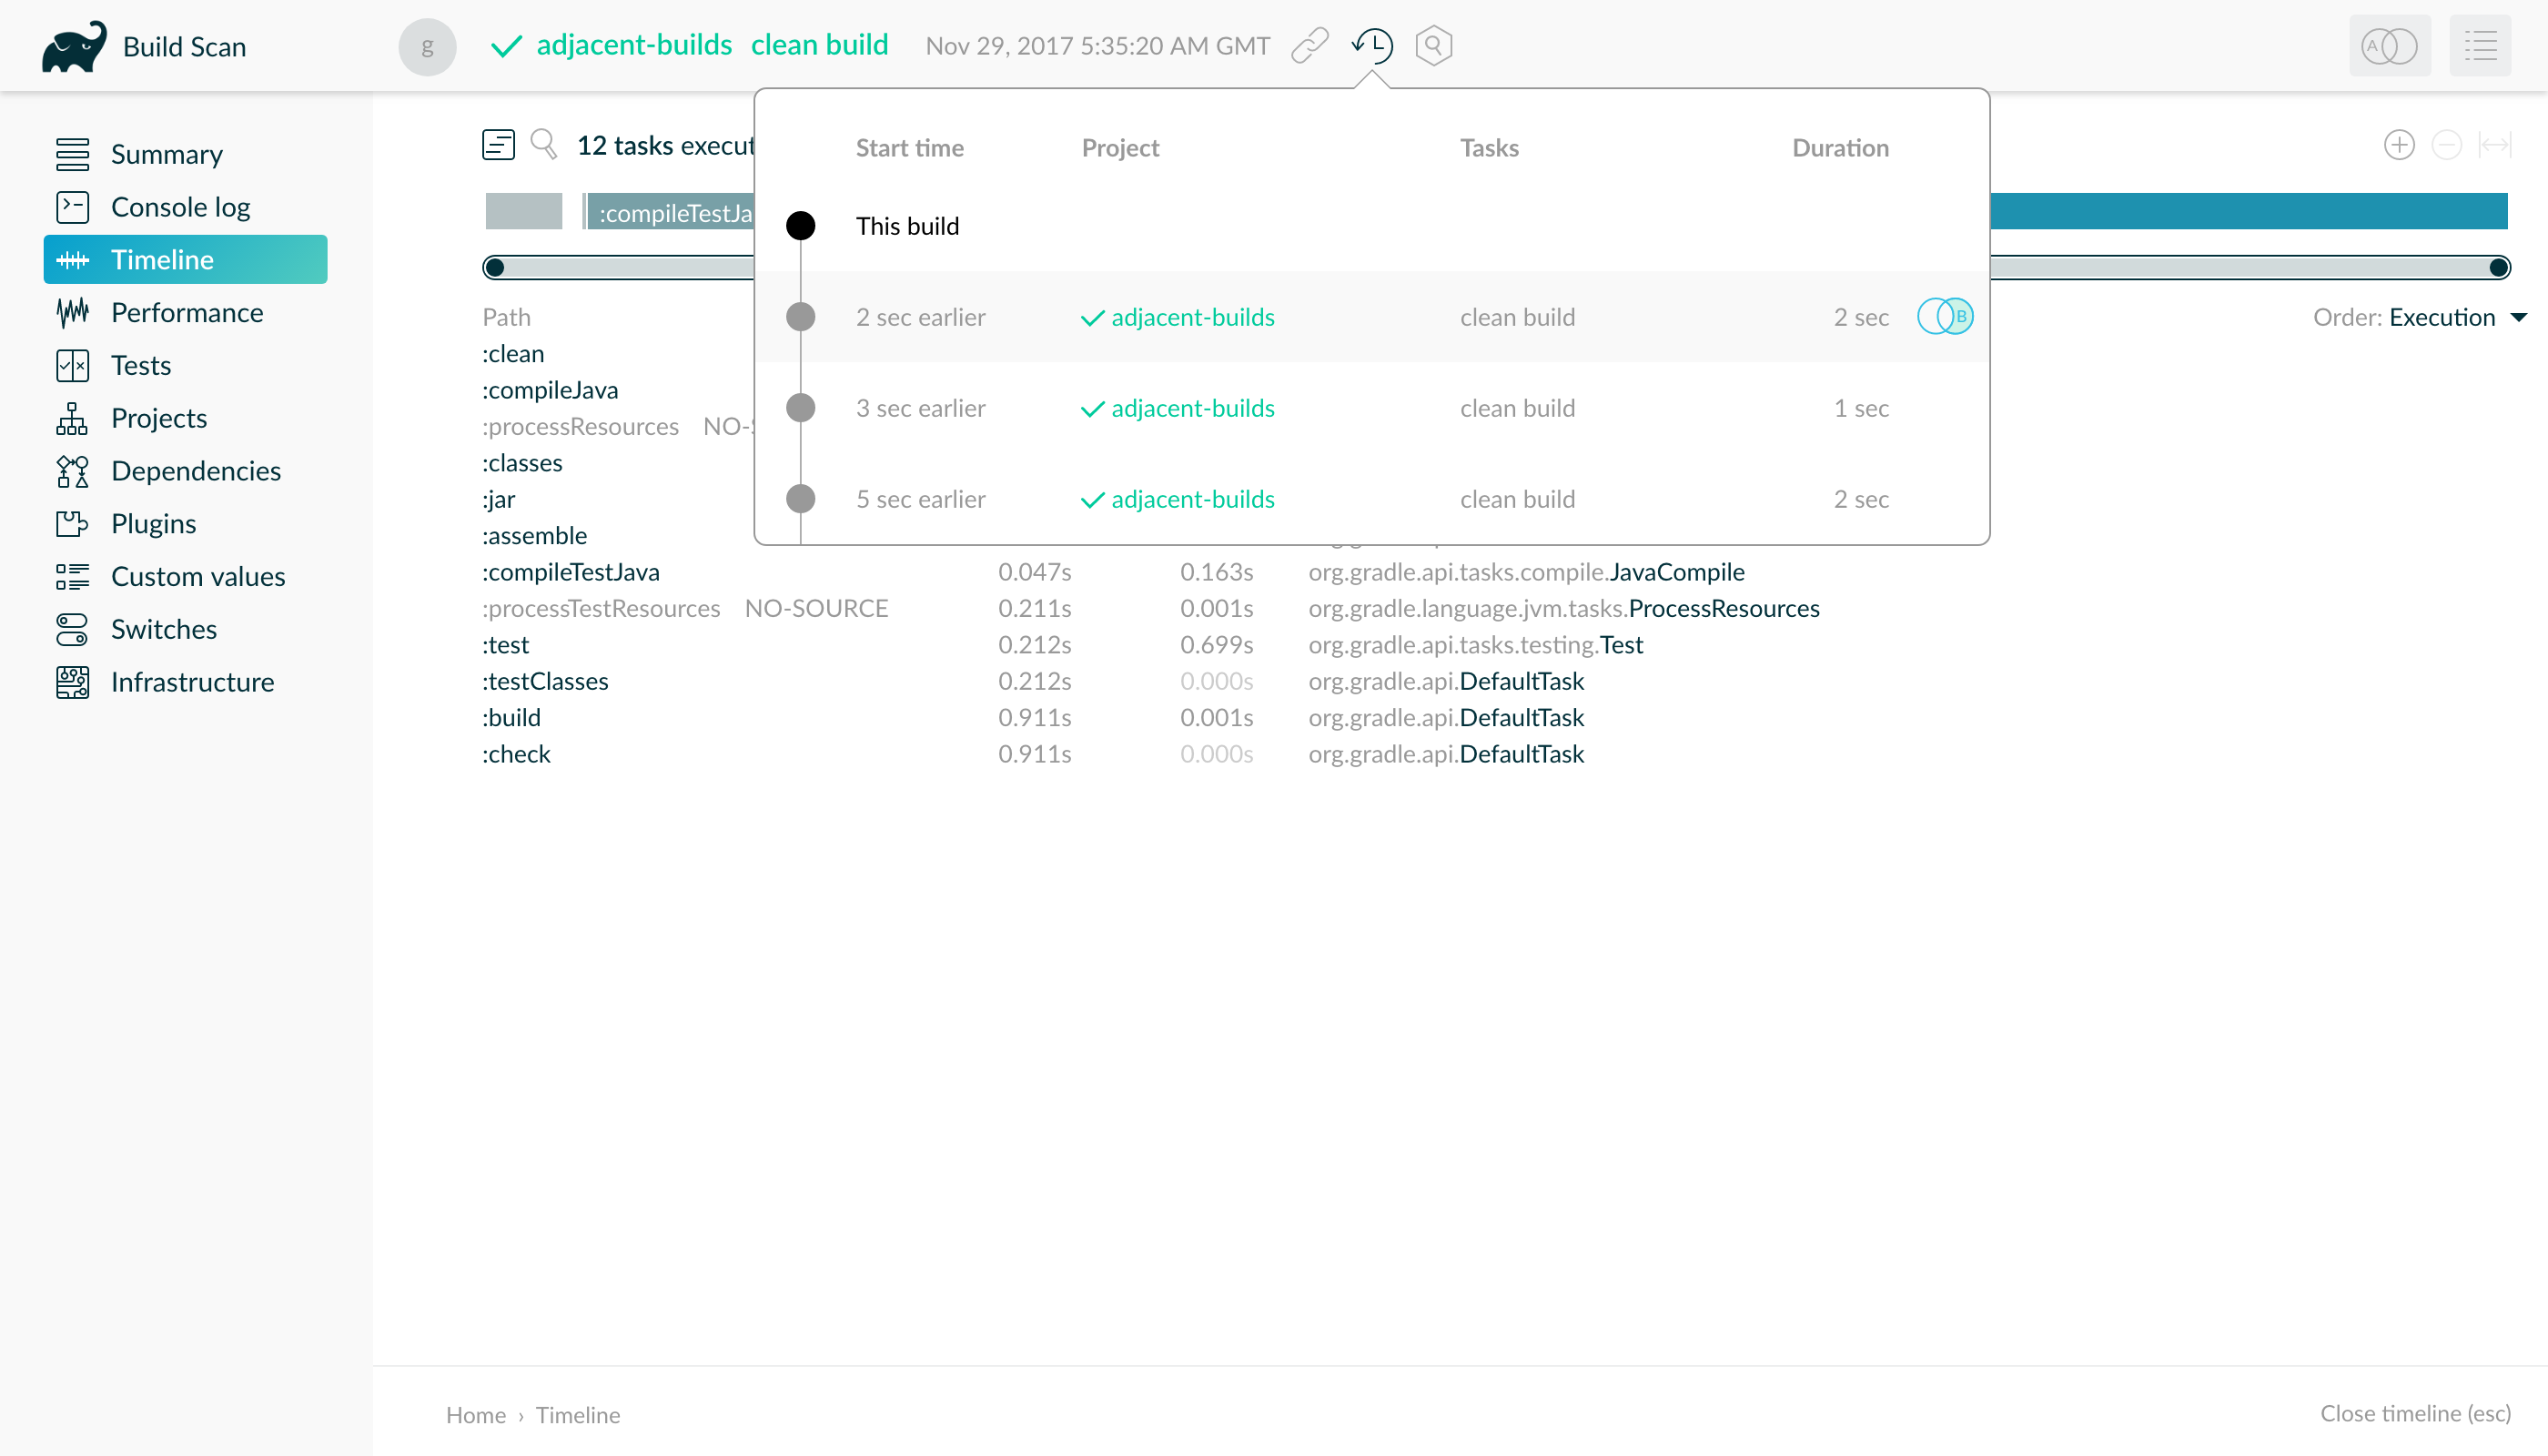 Build Scan
g
adjacent-builds clean build
Nov 29, 2017 5:35:20 AM GMT
A
Summary
Console log
Timeline
Performance
Tests
Projects
Dependencies
Plugins
Custom values
Switches
Infrastructure
12 tasks
:compileTestJa
Start time Project Tasks Duration
This build
2 sec earlier adjacent-builds clean build 2 sec B
3 sec earlier adjacent-builds clean build 1 sec
5 sec earlier adjacent-builds clean build 2 sec
Order: Execution
Path
:clean
:compileJava
:processResources
:classes
:jar
:assemble
:compileTestJava 0.047s 0.163s org.gradle.api.tasks.compile.JavaCompile
:processTestResources NO-SOURCE 0.211s 0.001s org.gradle.language.jvm.tasks.ProcessResources
:test 0.212s 0.699s org.gradle.api.tasks.testing.Test
:testClasses 0.212s 0.000s org.gradle.api.DefaultTask
:build 0.911s 0.001s org.gradle.api.DefaultTask
:check 0.911s 0.000s org.gradle.api.DefaultTask
Home › Timeline
Close timeline (esc)